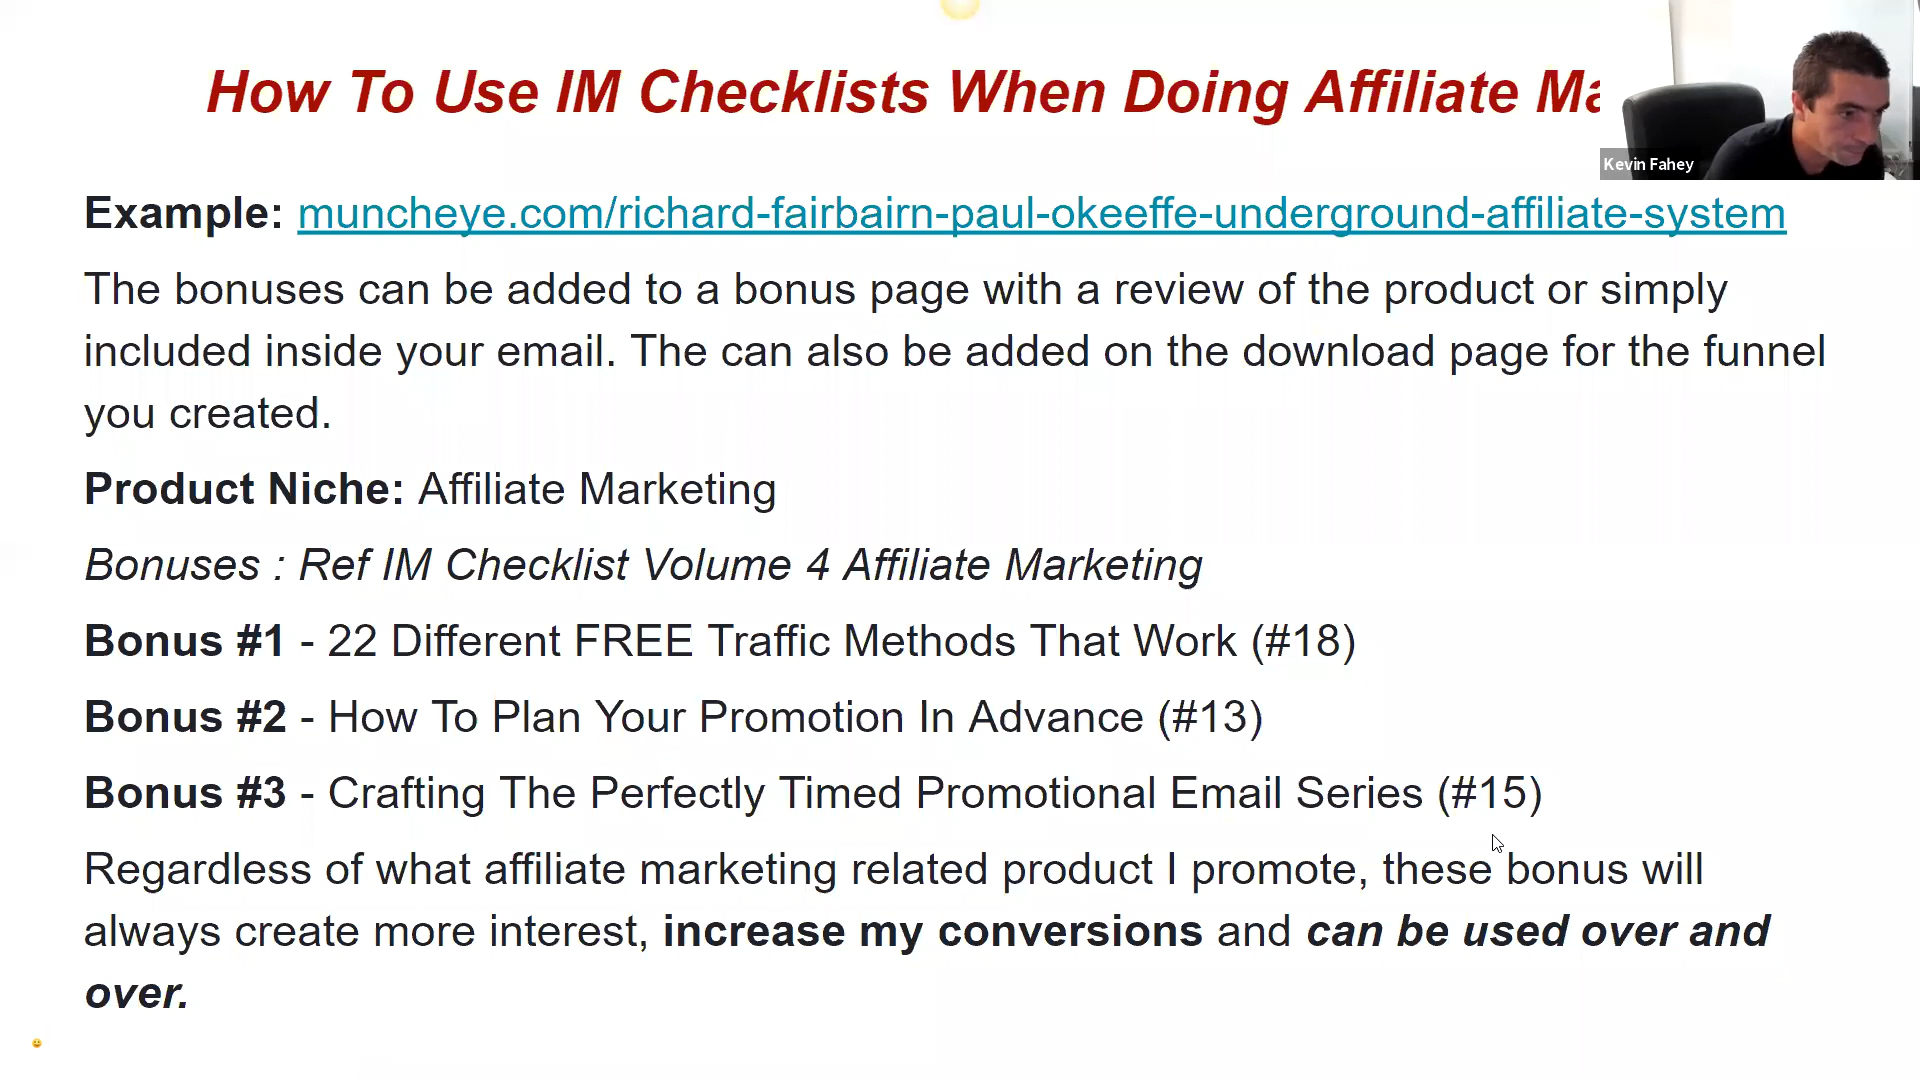 How To Use IM Checklists When Doing Affiliate Ma
Kevin Fahey
Example: muncheye.com/richard-fairbairn-paul-okeeffe-underground-affiliate-system
The bonuses can be added to a bonus page with a review of the product or simply
included inside your email. The can also be added on the download page for the funnel
you created.
Product Niche: Affiliate Marketing
Bonuses : Ref IM Checklist Volume 4 Affiliate Marketing
Bonus #1 - 22 Different FREE Traffic Methods That Work (#18)
Bonus #2 - How To Plan Your Promotion In Advance (#13)
Bonus #3 - Crafting The Perfectly Timed Promotional Email Series (#15)
Regardless of what affiliate marketing related product I promote, these bonus will
always create more interest, increase my conversions and can be used over and
over.